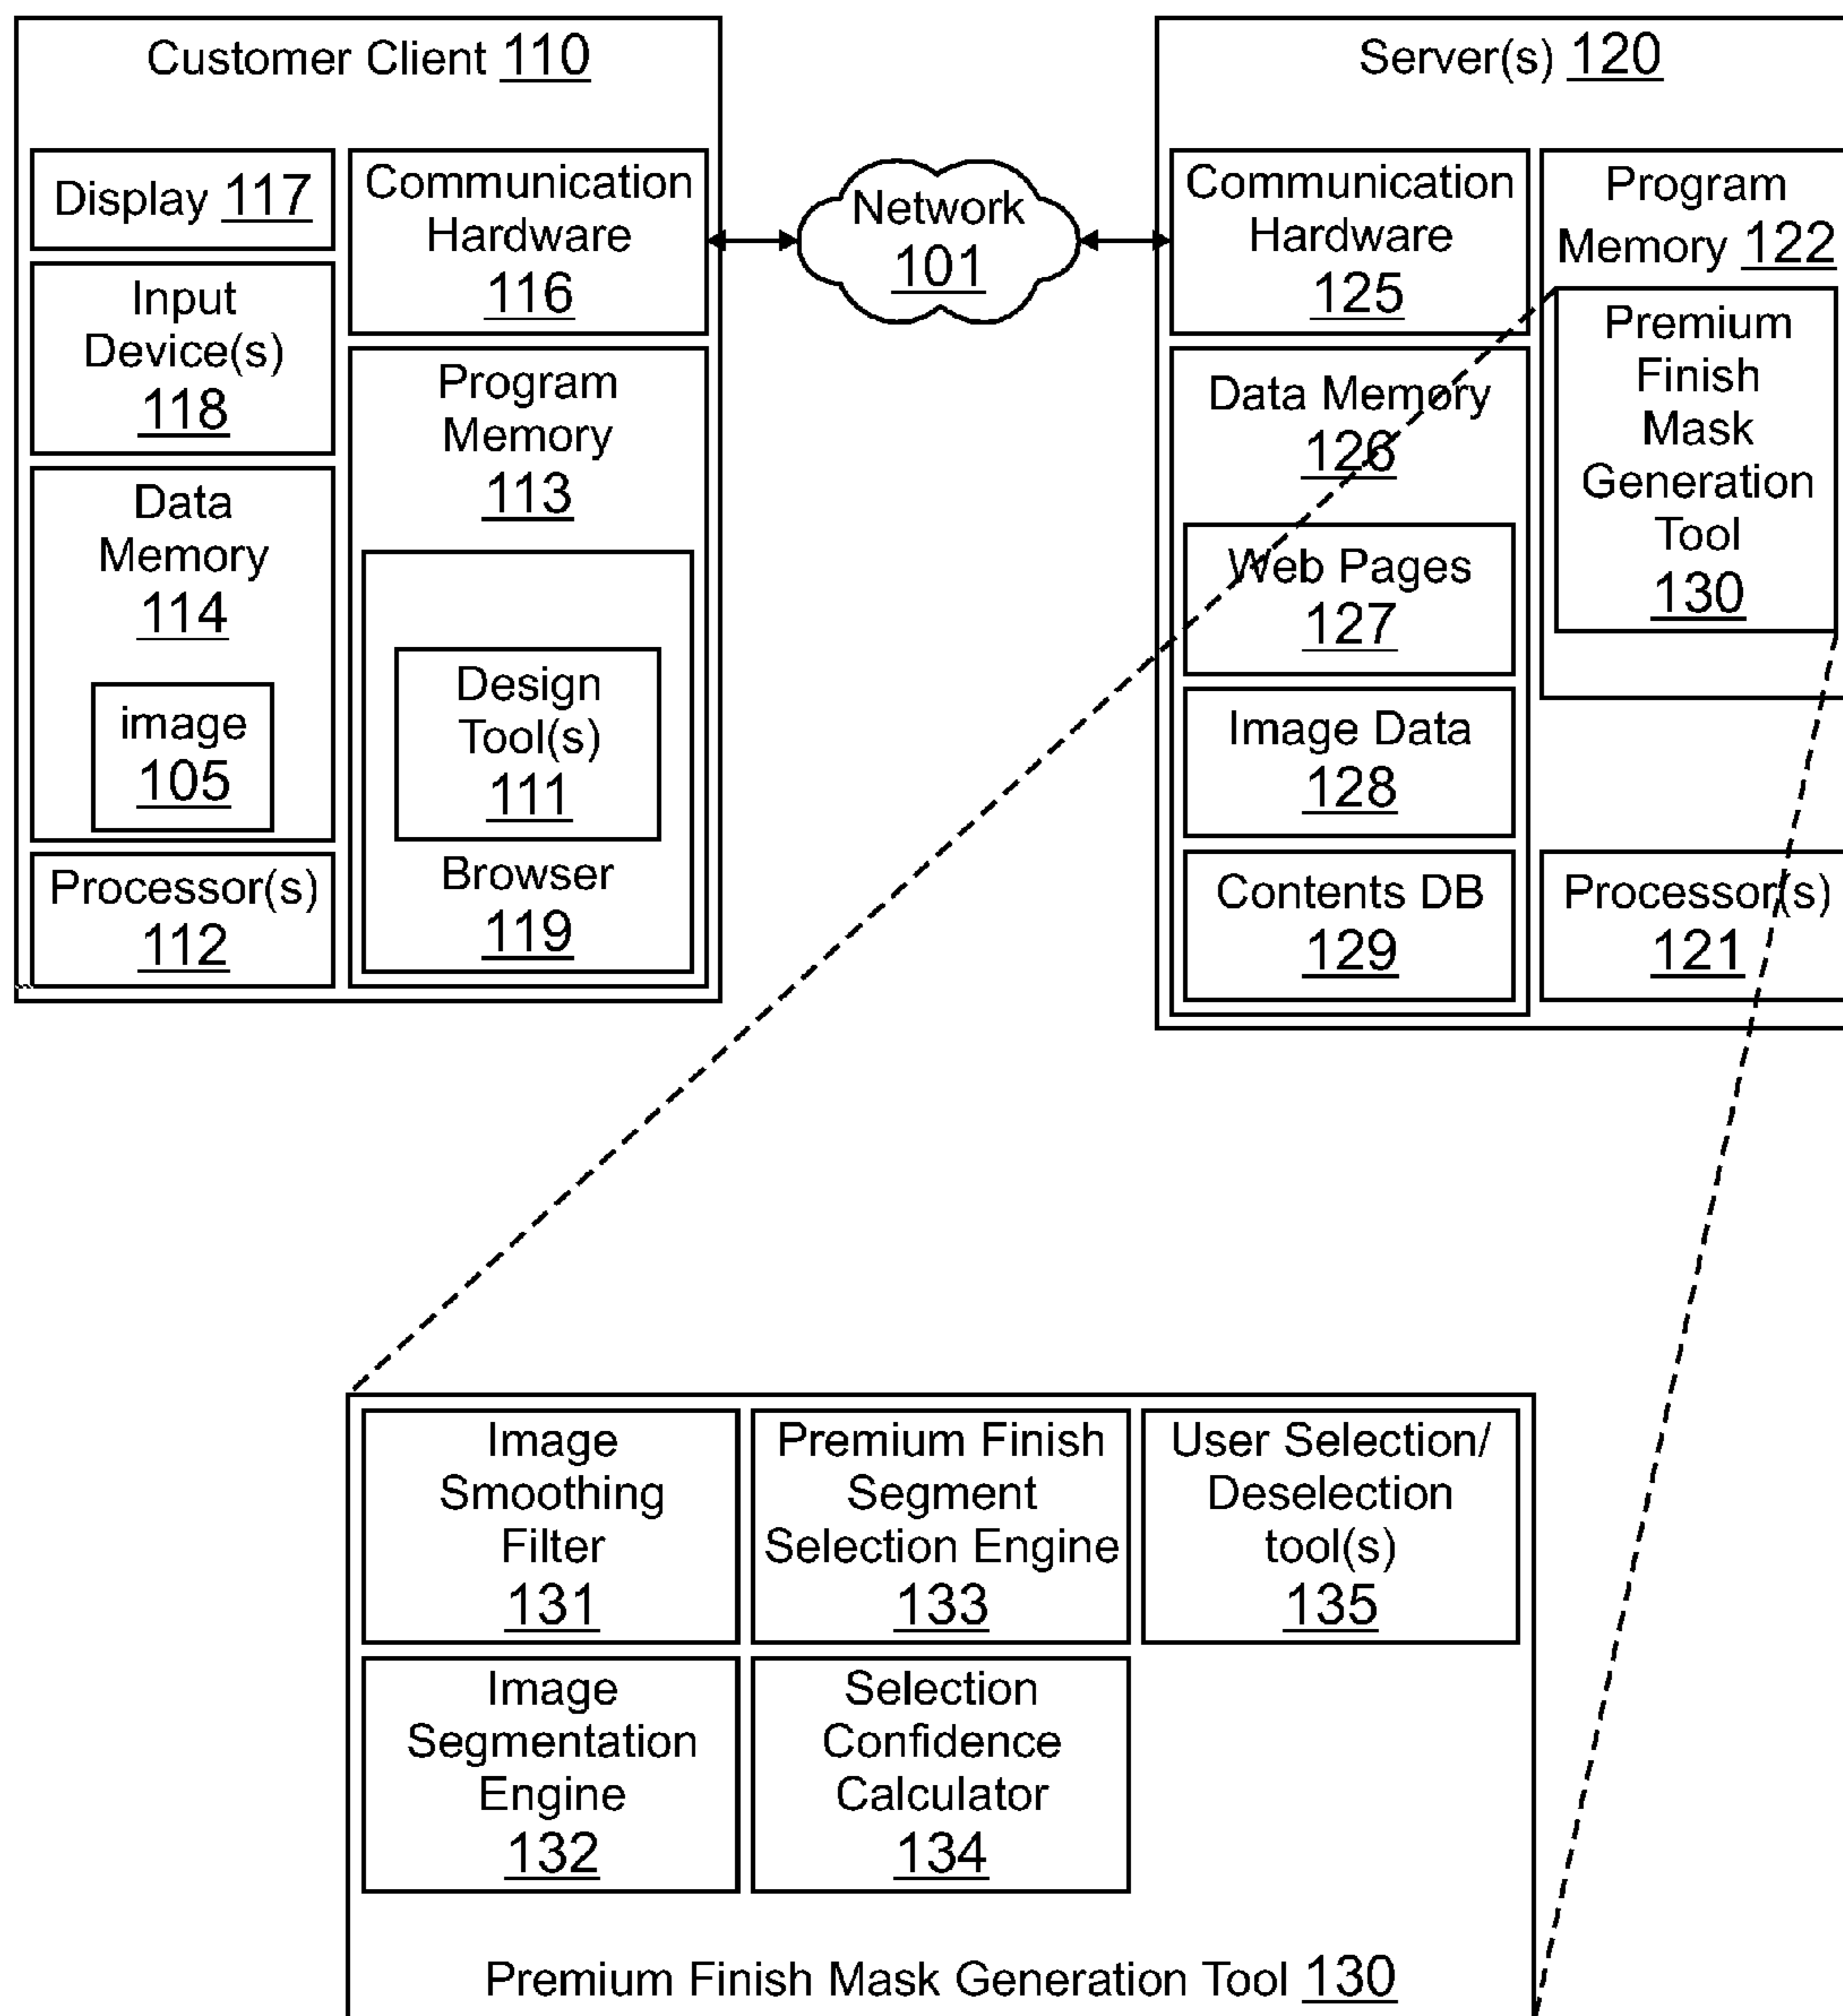 Customer Client 110
Display 117
Input
Device(s)
118
Data
Memory
114
image
105
Processor(s)
112
Communication
Hardware
116
Program
Memory
113
Design
Tool(s)
111
Browser
119
Network
101
Server(s) 120
Communication
Hardware
125
Data Memory
126
Web Pages
127
Image Data
128
Contents DB
129
Program
Memory 122
Premium
Finish
Mask
Generation
Tool
130
Processor(s)
121
Image
Smoothing
Filter
131
Premium Finish
Segment
Selection Engine
133
User Selection/
Deselection
tool(s)
135
Image
Segmentation
Engine
132
Selection
Confidence
Calculator
134
Premium Finish Mask Generation Tool 130